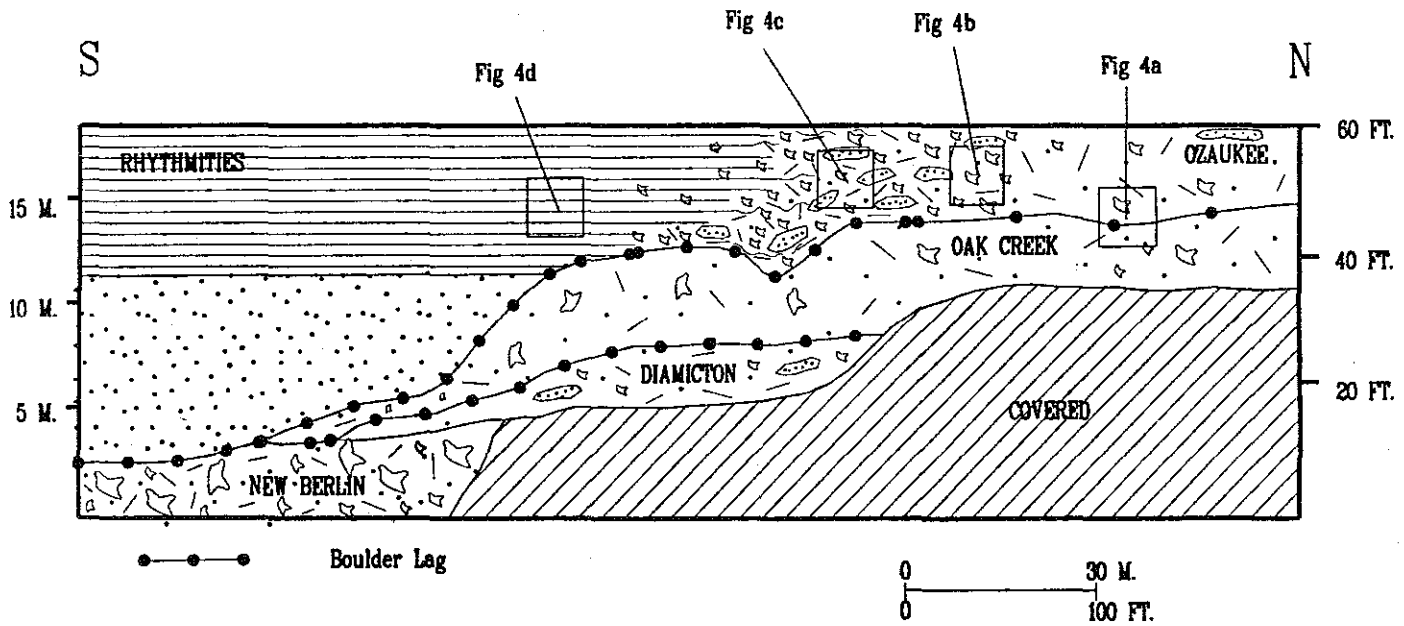 Fig 4c
Fig 4b
S
Fig 4d
Fig 4a
N
60 FT.
RHYTHMITIES
OZAUKEE.
15 M.
OAK CREEK
40 FT.
10 M.
DIAMICTON
20 FT.
5 M.
COVERED
NEW BERLIN
Boulder Lag
0 30 M.
0 100 FT.